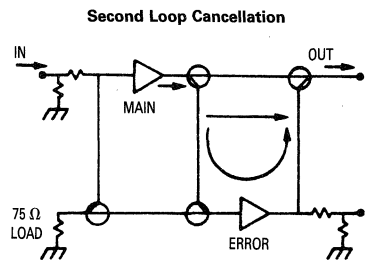 Second Loop Cancellation
IN
OUT
MAIN
75 Ω
LOAD
ERROR